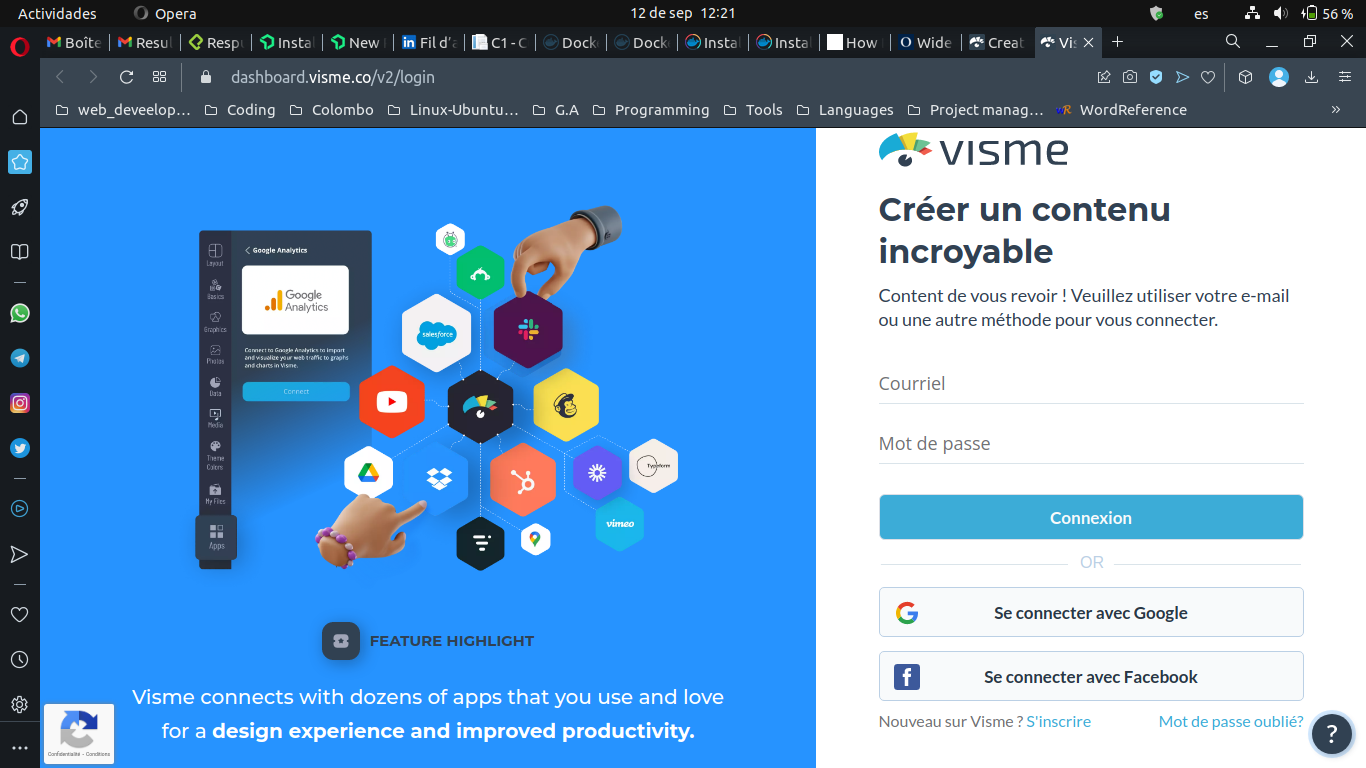 Actividades
Opera
12 de sep 12:21
es
56 %
Boîte
Resul
Respu
Instal
New
Fil d'a
C1 - C
Docke
Docke
Instal
Instal
How
Wide
Creat
Vis
dashboard.visme.co/v2/login
web_deveelop...
Coding
Colombo
Linux-Ubuntu...
G.A
Programming
Tools
Languages
Project manag...
WordReference
visme
Créer un contenu
incroyable
Content de vous revoir ! Veuillez utiliser votre e-mail
ou une autre méthode pour vous connecter.
Courriel
Mot de passe
Connexion
OR
Se connecter avec Google
Se connecter avec Facebook
Nouveau sur Visme ? S'inscrire
Mot de passe oublié?
?
Layout
Basics
Graphics
Photos
Data
Media
Theme
Colors
My Files
Apps
Google Analytics
Google
Analytics
Connect to Google Analytics to import
and visualize your web traffic to graphs
and charts in Visme.
Connect
salesforce
Typeform
vimeo
FEATURE HIGHLIGHT
Visme connects with dozens of apps that you use and love
for a design experience and improved productivity.
Confidentialité - Conditions